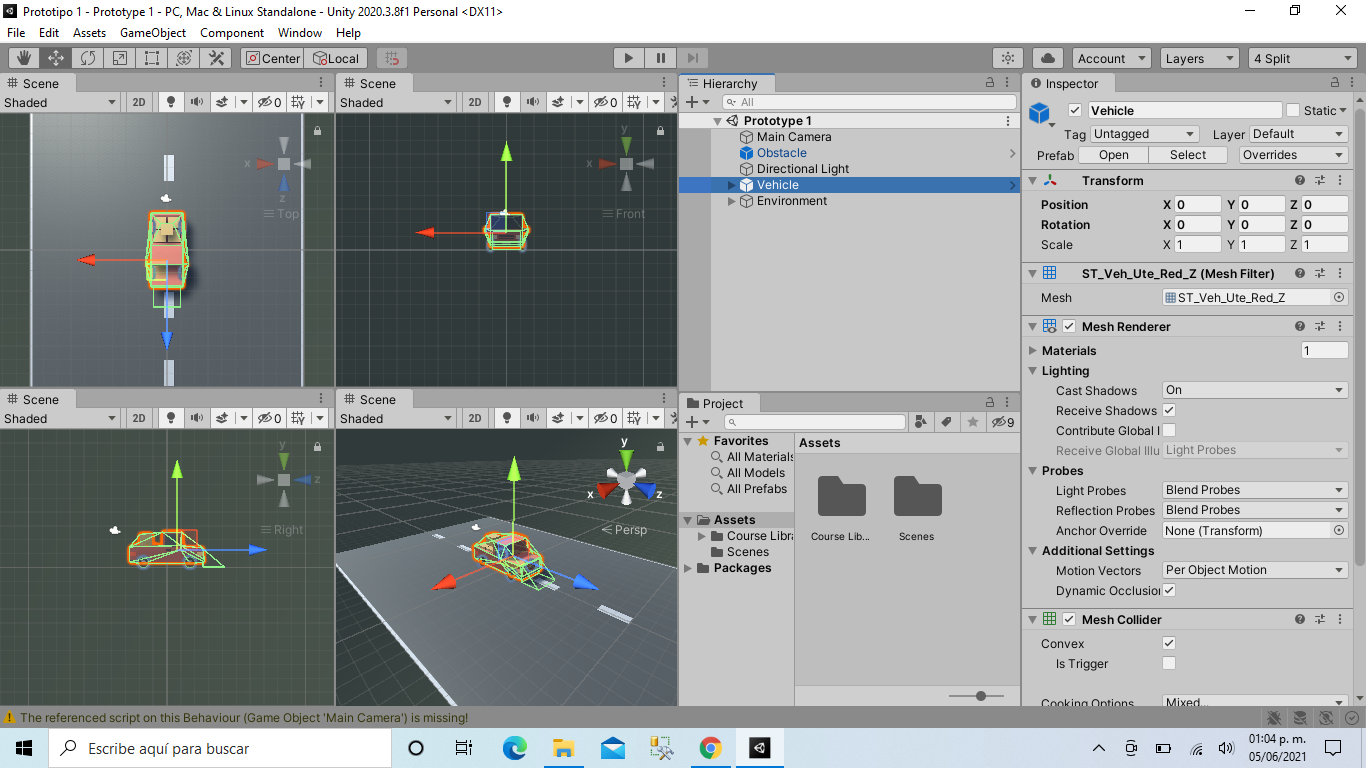 Prototipo 1 - Prototype 1 - PC, Mac & Linux Standalone - Unity 2020.3.8f1 Personal <DX11>
File Edit Assets GameObject Component Window Help
Center Local Account Layers 4 Split
Scene
Shaded 2D 0
x z
Top
Scene
Shaded 2D 0
y x
Front
Scene
Shaded 2D 0
y z
Right
Scene
Shaded 2D 0
y x z
Persp
Hierarchy
All
Prototype 1
Main Camera
Obstacle
Directional Light
Vehicle
Environment
Project
9
Favorites
All Materials
All Models
All Prefabs
Assets
Course Libra
Scenes
Packages
Assets
Course Lib...
Scenes
Inspector
Vehicle Static
Tag Untagged Layer Default
Prefab Open Select Overrides
Transform
Position X 0 Y 0 Z 0
Rotation X 0 Y 0 Z 0
Scale X 1 Y 1 Z 1
ST_Veh_Ute_Red_Z (Mesh Filter)
Mesh ST_Veh_Ute_Red_Z
Mesh Renderer
Materials 1
Lighting
Cast Shadows On
Receive Shadows
Contribute Global I
Receive Global Illu Light Probes
Probes
Light Probes Blend Probes
Reflection Probes Blend Probes
Anchor Override None (Transform)
Additional Settings
Motion Vectors Per Object Motion
Dynamic Occlusion
Mesh Collider
Convex
Is Trigger
Cooking Options Mixed...
The referenced script on this Behaviour (Game Object 'Main Camera') is missing!
Escribe aquí para buscar
01:04 p. m.
05/06/2021